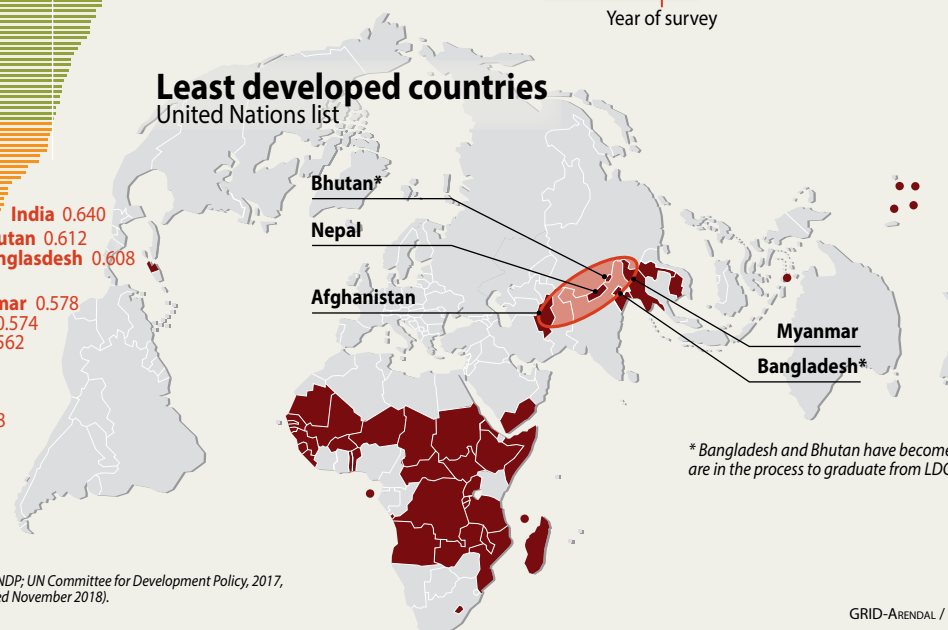 Year of survey
Least developed countries
United Nations list
Bhutan*
Nepal
Afghanistan
India 0.640
utan 0.612
nglasdesh 0.608
mar 0.578
0.574
562
3
Myanmar
Bangladesh*
* Bangladesh and Bhutan have become
are in the process to graduate from LDC
NDP; UN Committee for Development Policy, 2017,
ed November 2018).
GRID-ARENDAL /